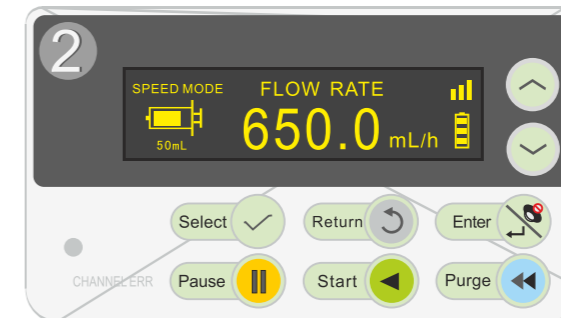 2
SPEED MODE
FLOW RATE
650.0 mL/h
50mL
Select
Return
Enter
CHANNEL ERR
Pause
Start
Purge